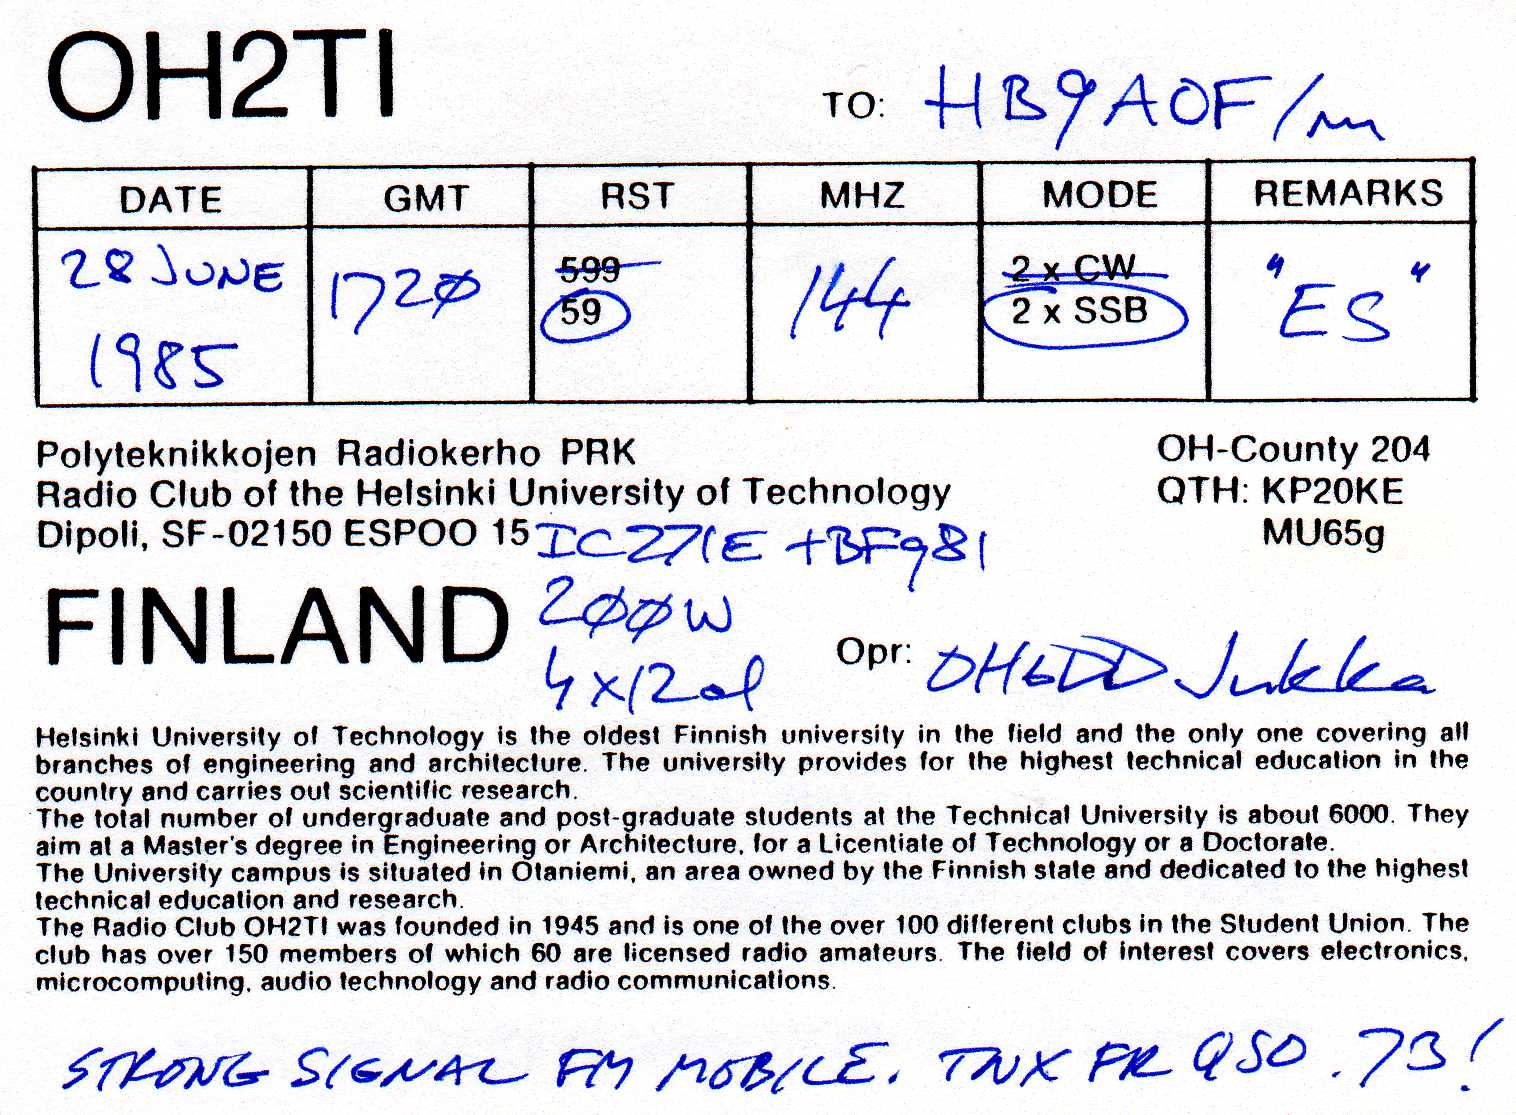 OH2TI
TO: HB9AOF/m
DATE GMT RST MHZ MODE REMARKS
28 JUNE 1985 1720 599 59 144 2 x CW 2 x SSB "ES"
Polyteknikkojen Radiokerho PRK
Radio Club of the Helsinki University of Technology
Dipoli, SF-02150 ESPOO 15
OH-County 204
QTH: KP20KE
MU65g
IC271E +BF981
200W
4x12el
FINLAND
Opr: OH6DD Jukka
Helsinki University of Technology is the oldest Finnish university in the field and the only one covering all
branches of engineering and architecture. The university provides for the highest technical education in the
country and carries out scientific research.
The total number of undergraduate and post-graduate students at the Technical University is about 6000. They
aim at a Master's degree in Engineering or Architecture, for a Licentiate of Technology or a Doctorate.
The University campus is situated in Otaniemi, an area owned by the Finnish state and dedicated to the highest
technical education and research.
The Radio Club OH2TI was founded in 1945 and is one of the over 100 different clubs in the Student Union. The
club has over 150 members of which 60 are licensed radio amateurs. The field of interest covers electronics,
microcomputing, audio technology and radio communications.
STRONG SIGNAL FM MOBILE. TNX FR QSO. 73!